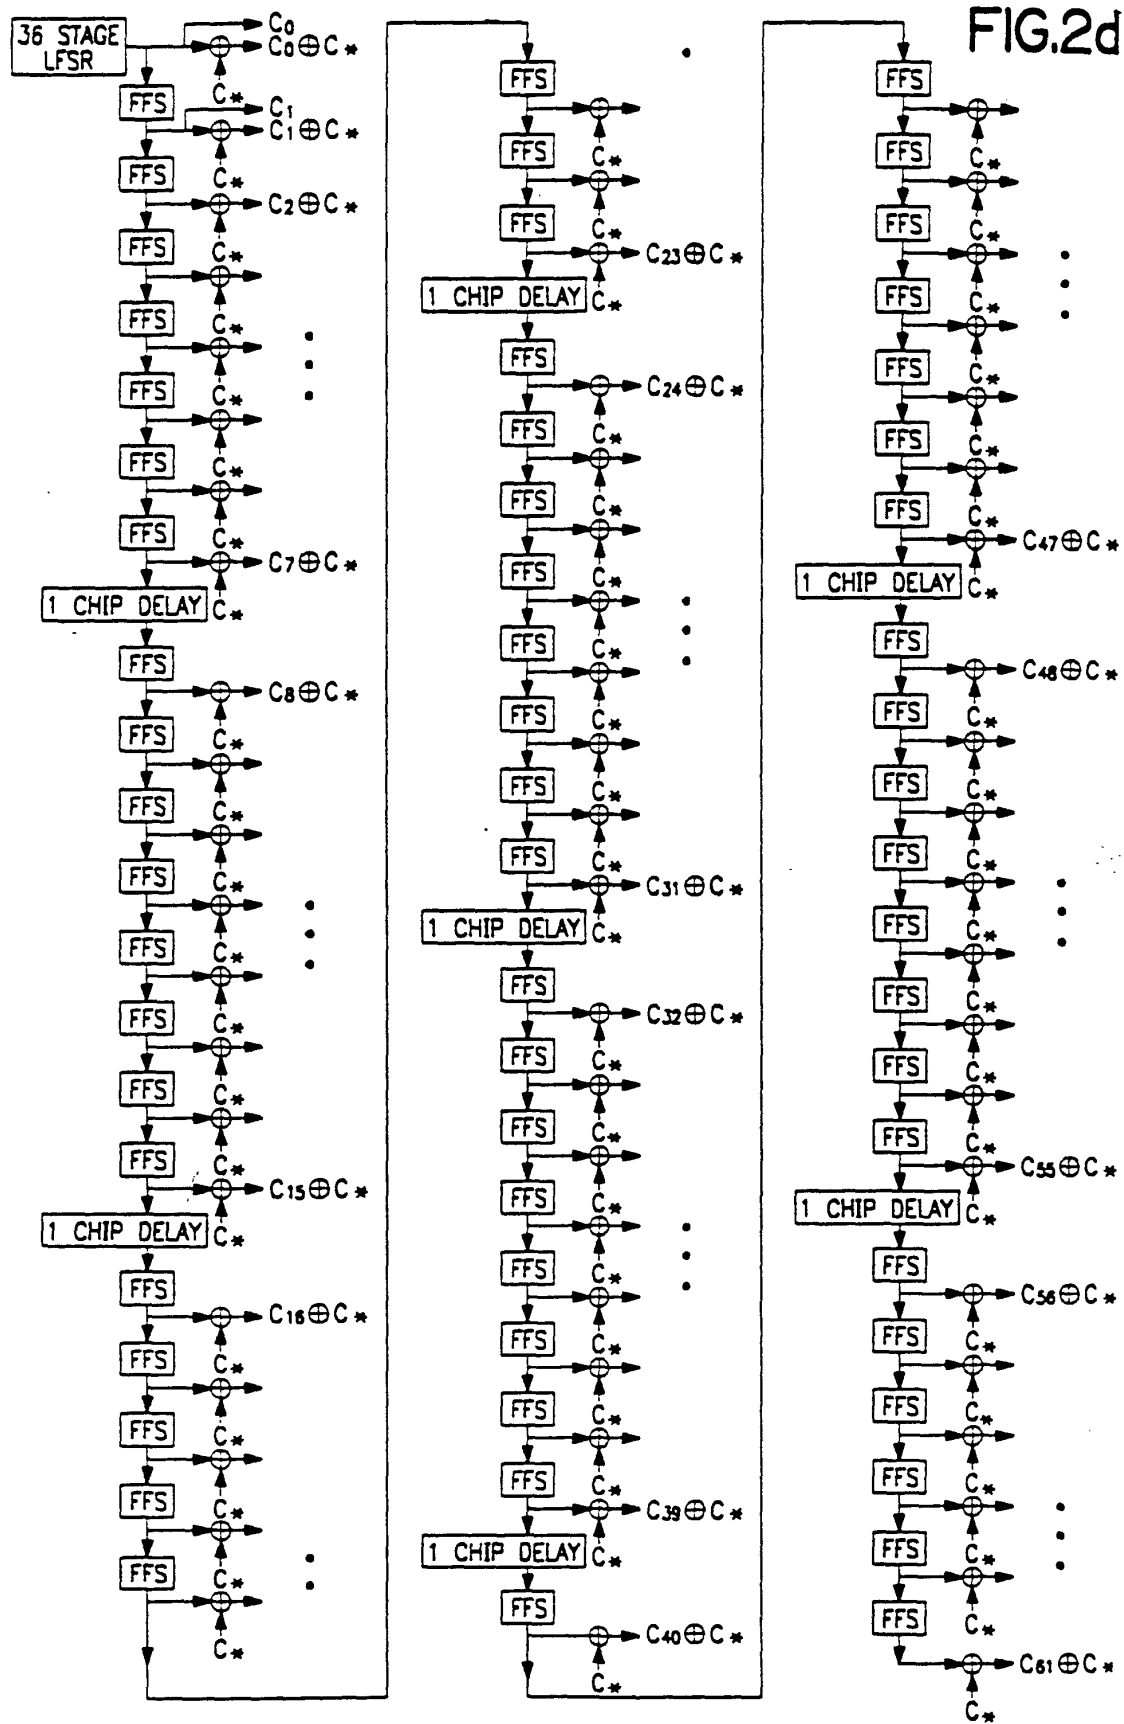 FIG.2d
36 STAGE
LFSR
C0
C0⊕C*
FFS C*
C1
C1⊕C*
FFS C*
C2⊕C*
FFS C*
FFS C*
FFS C*
FFS C*
FFS C*
C7⊕C*
1 CHIP DELAY C*
FFS
C8⊕C*
FFS C*
FFS C*
FFS C*
FFS C*
FFS C*
FFS C*
FFS C*
C15⊕C*
1 CHIP DELAY C*
FFS
C16⊕C*
FFS C*
FFS C*
FFS C*
FFS C*
C*
FFS
FFS C*
FFS C*
C23⊕C*
1 CHIP DELAY C*
FFS
C24⊕C*
FFS C*
FFS C*
FFS C*
FFS C*
FFS C*
FFS C*
FFS C*
C31⊕C*
1 CHIP DELAY C*
FFS
C32⊕C*
FFS C*
FFS C*
FFS C*
FFS C*
FFS C*
FFS C*
FFS C*
C39⊕C*
1 CHIP DELAY C*
FFS
C40⊕C*
C*
FFS
FFS C*
FFS C*
FFS C*
FFS C*
FFS C*
FFS C*
C47⊕C*
1 CHIP DELAY C*
FFS
C48⊕C*
FFS C*
FFS C*
FFS C*
FFS C*
FFS C*
FFS C*
FFS C*
C55⊕C*
1 CHIP DELAY C*
FFS
C56⊕C*
FFS C*
FFS C*
FFS C*
FFS C*
FFS C*
C61⊕C*
C*